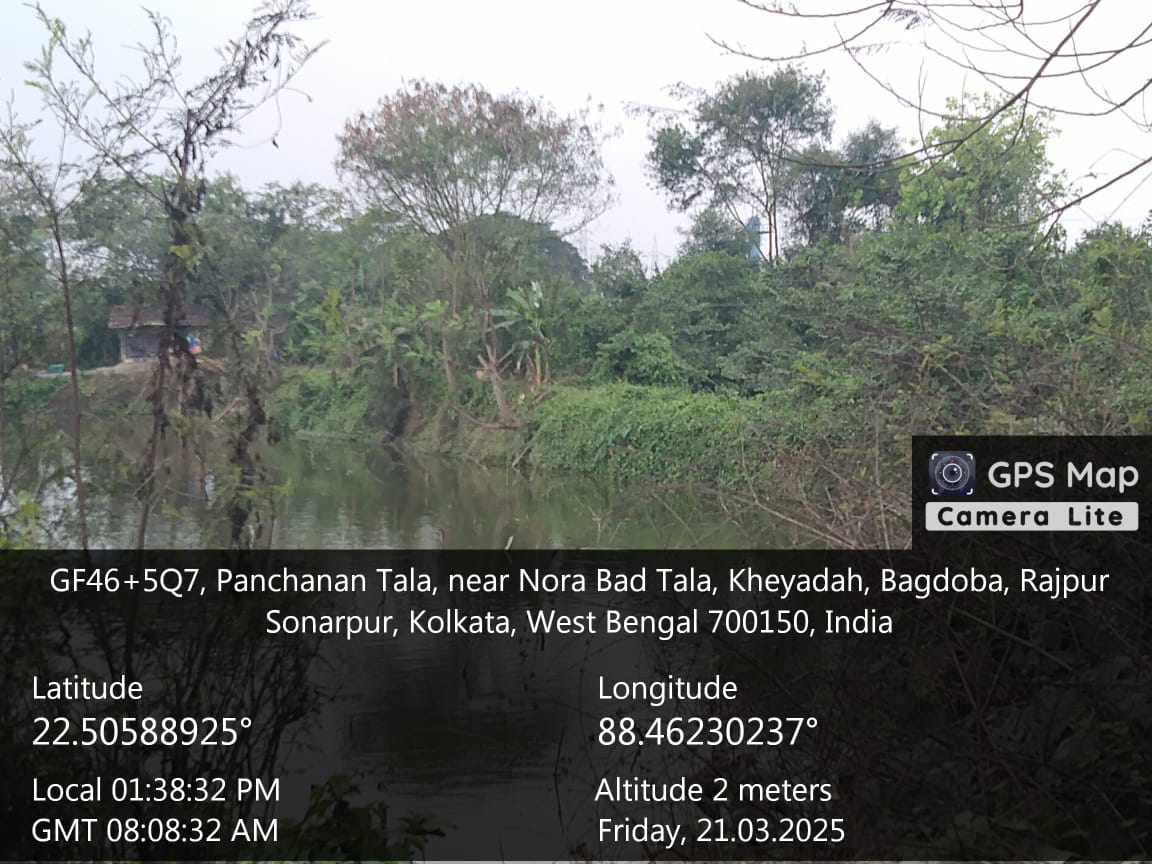 GPS Map
Camera Lite
GF46+5Q7, Panchanan Tala, near Nora Bad Tala, Kheyadah, Bagdoba, Rajpur
Sonarpur, Kolkata, West Bengal 700150, India
Latitude
22.50588925°
Longitude
88.46230237°
Local 01:38:32 PM
GMT 08:08:32 AM
Altitude 2 meters
Friday, 21.03.2025